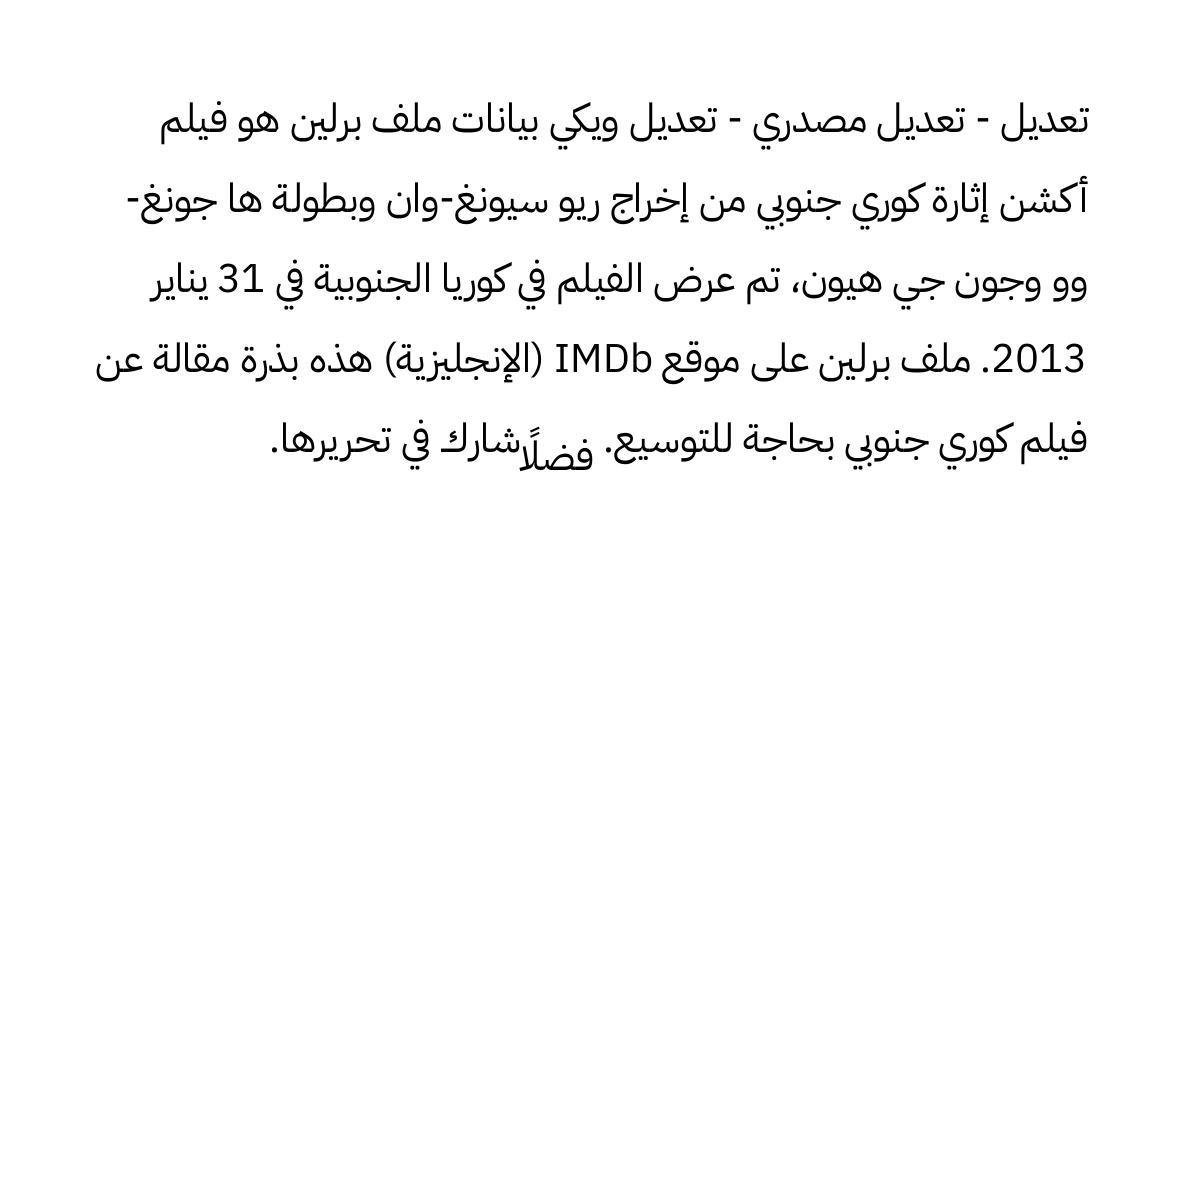 تعديل - تعديل مصدري - تعديل ويكي بيانات ملف برلين هو فيلم
أكشن إثارة كوري جنوبي من إخراج ريو سيونغ-وان وبطولة ها جونغ-
وو وجون جي هيون، تم عرض الفيلم في كوريا الجنوبية في 31 يناير
2013. ملف برلين على موقع IMDb (الإنجليزية) هذه بذرة مقالة عن
فيلم كوري جنوبي بحاجة للتوسيع. فضلًا شارك في تحريرها.